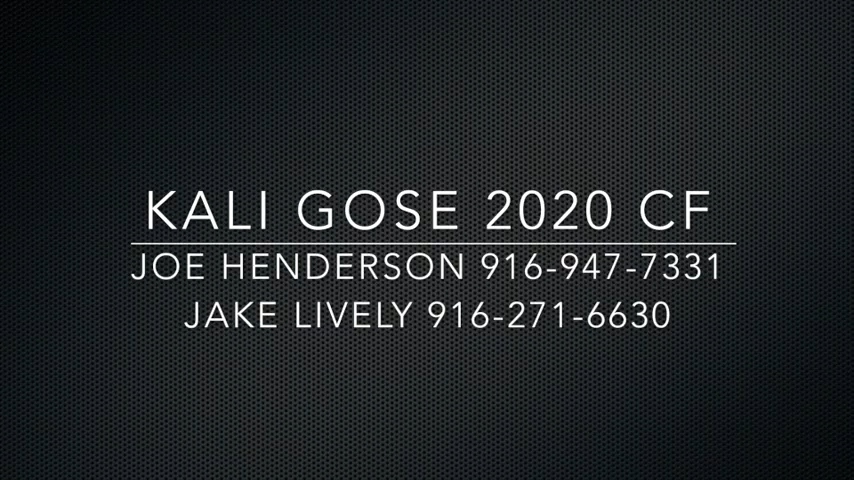 KALI GOSE 2020 CF
JOE HENDERSON 916-947-7331
JAKE LIVELY 916-271-6630